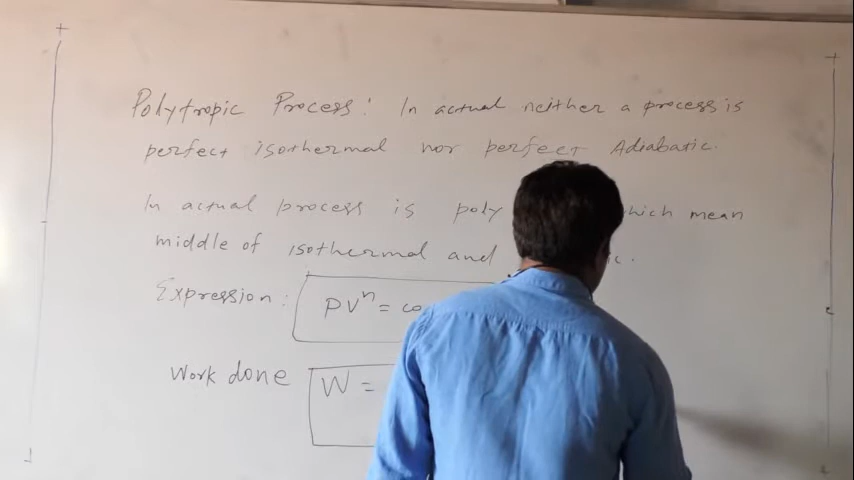 Polytropic Process: In actual neither a process is
perfect isothermal nor perfect Adiabatic.
In actual process is poly which mean
middle of isothermal and
Expression: PVⁿ =
Work done W =